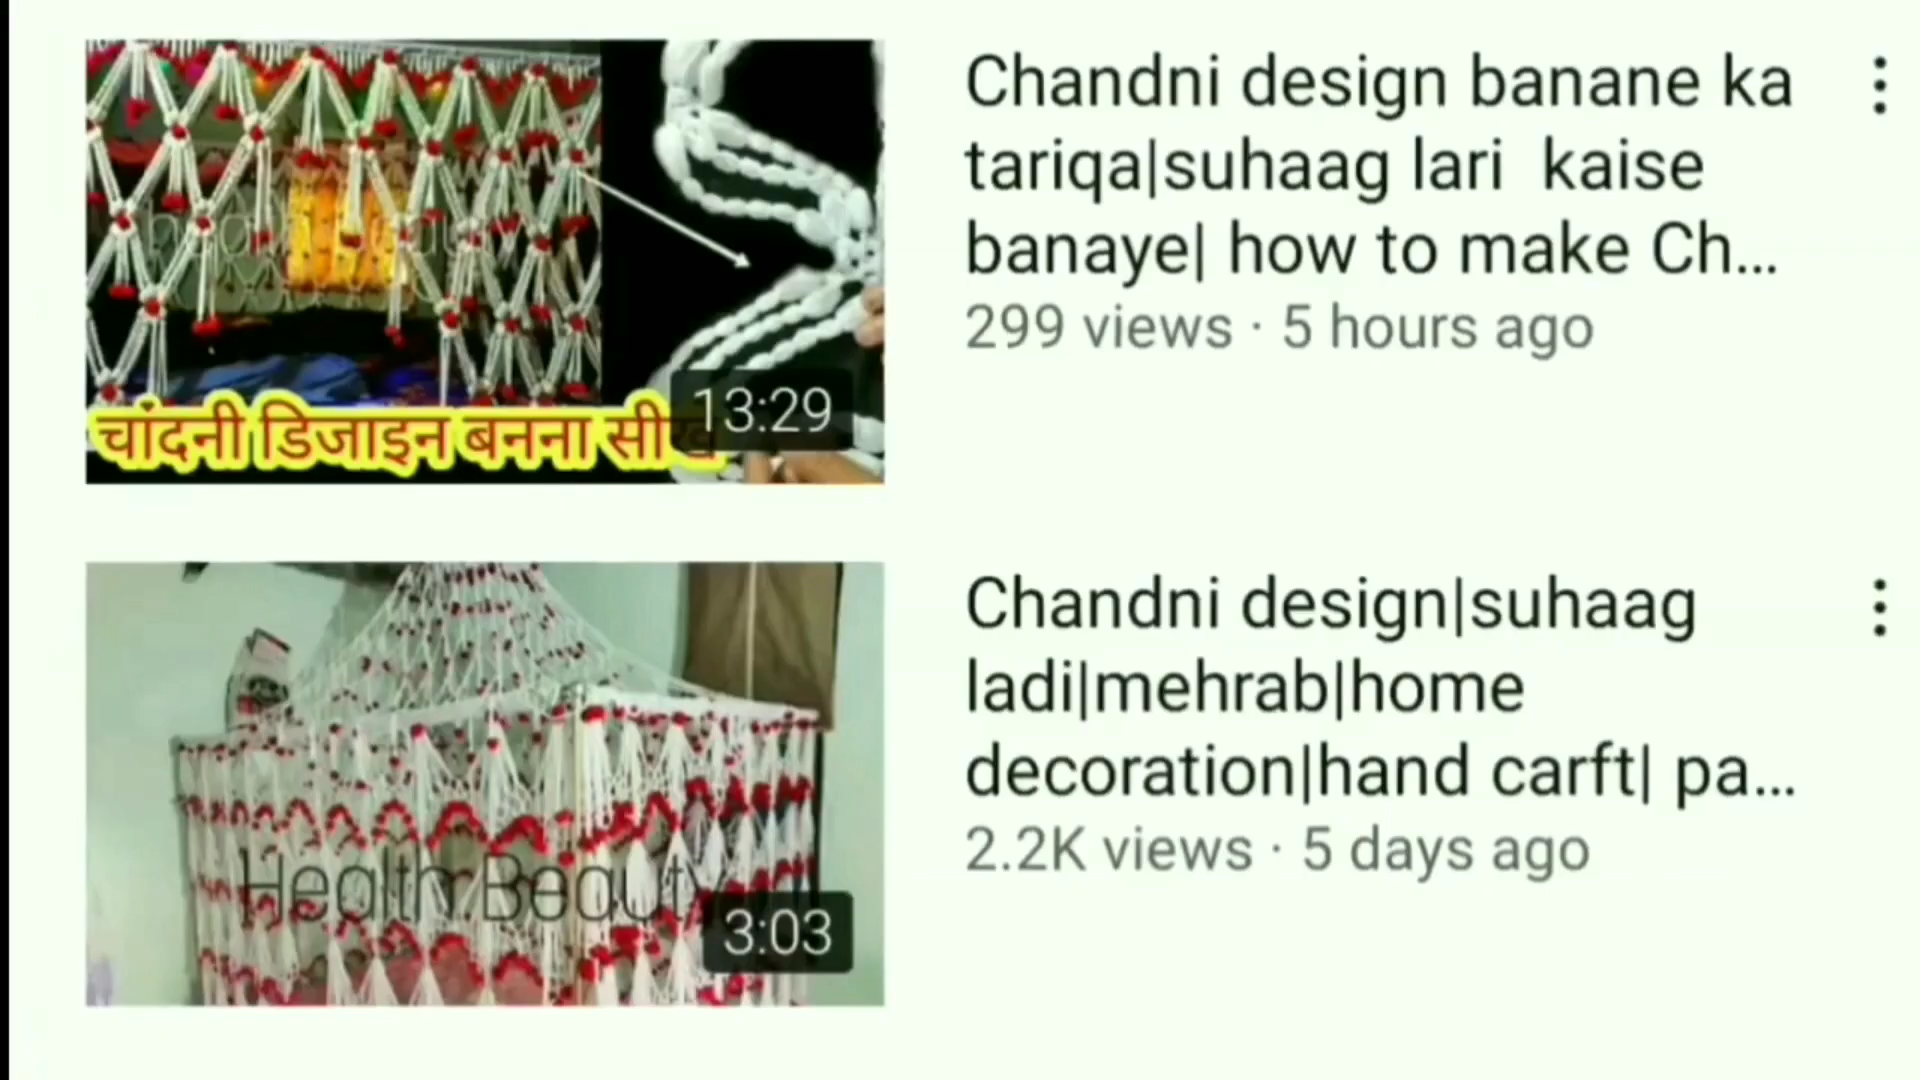 Chandni design banane ka
tariqa|suhaag lari kaise
banaye| how to make Ch...
299 views · 5 hours ago
चांदनी डिजाइन बनना सीख
13:29
Chandni design|suhaag
ladi|mehrab|home
decoration|hand carft| pa...
2.2K views · 5 days ago
Health Beauty
3:03